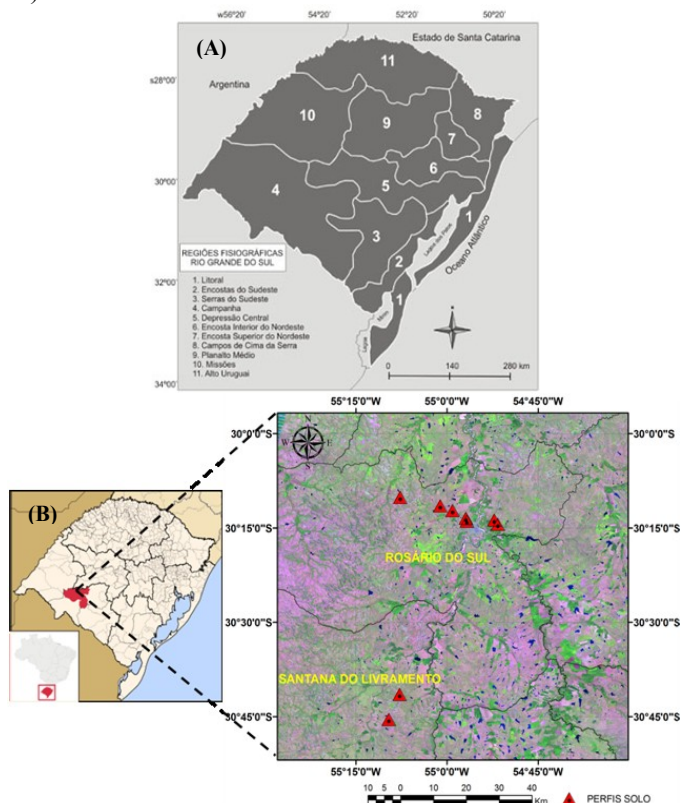 w56°20' 54°20' 52°20' 50°20'
(A)
Estado de Santa Catarina
11
s28°00'
Argentina
10 9 8
7
6
30°00'
5
4
1
3
Lagoa dos Patos
Oceano Atlântico
REGIÕES FISIOGRÁFICAS
RIO GRANDE DO SUL
2
1. Litoral
2. Encostas do Sudeste
3. Serras do Sudeste
4. Campanha
5. Depressão Central
6. Encosta Interior do Nordeste
7. Encosta Superior do Nordeste
8. Campos de Cima da Serra
9. Planalto Médio
10. Missões
11. Alto Uruguai
32°00'
1
Mirim
Lagoa
0 140 280 km
34°00'
55°15'0"W 55°0'0"W 54°45'0"W
N
W E
S
30°0'0"S 30°0'0"S
(B)
30°15'0"S 30°15'0"S
ROSÁRIO DO SUL
30°30'0"S 30°30'0"S
SANTANA DO LIVRAMENTO
30°45'0"S 30°45'0"S
55°15'0"W 55°0'0"W 54°45'0"W
10 5 0 10 20 30 40
Km
PERFIS SOLO